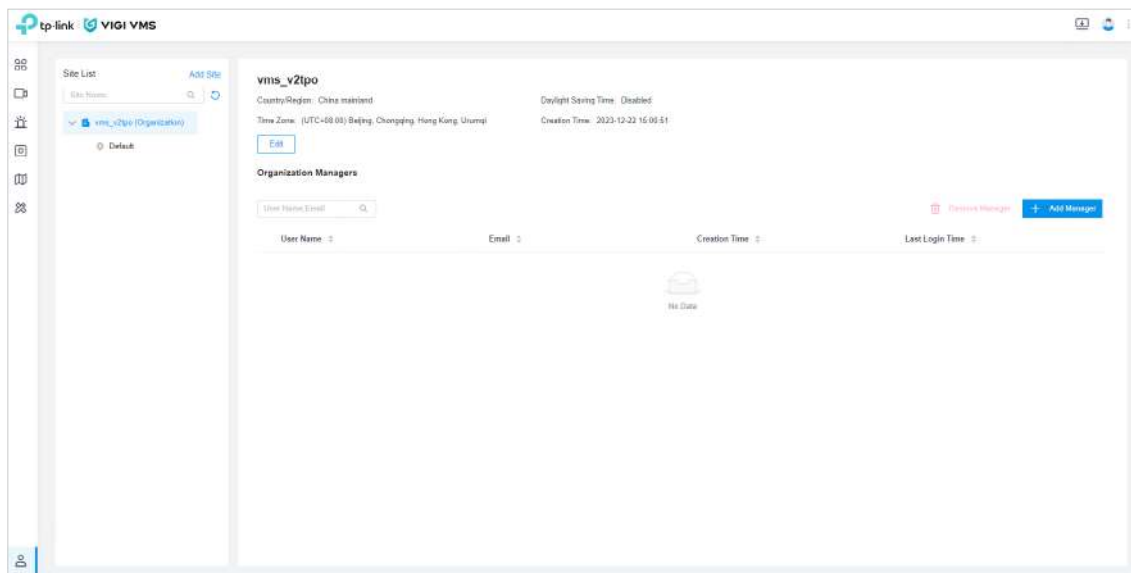 tp-link VIGI VMS
Site List Add Site
Site Name
vms_v2tpo (Organization)
Default
vms_v2tpo
Country/Region: China mainland Daylight Saving Time: Disabled
Time Zone: (UTC+08:00) Beijing, Chongqing, Hong Kong, Urumqi Creation Time: 2023-12-22 15:00:51
Edit
Organization Managers
User Name/Email Remove Manager Add Manager
User Name Email Creation Time Last Login Time
No Data